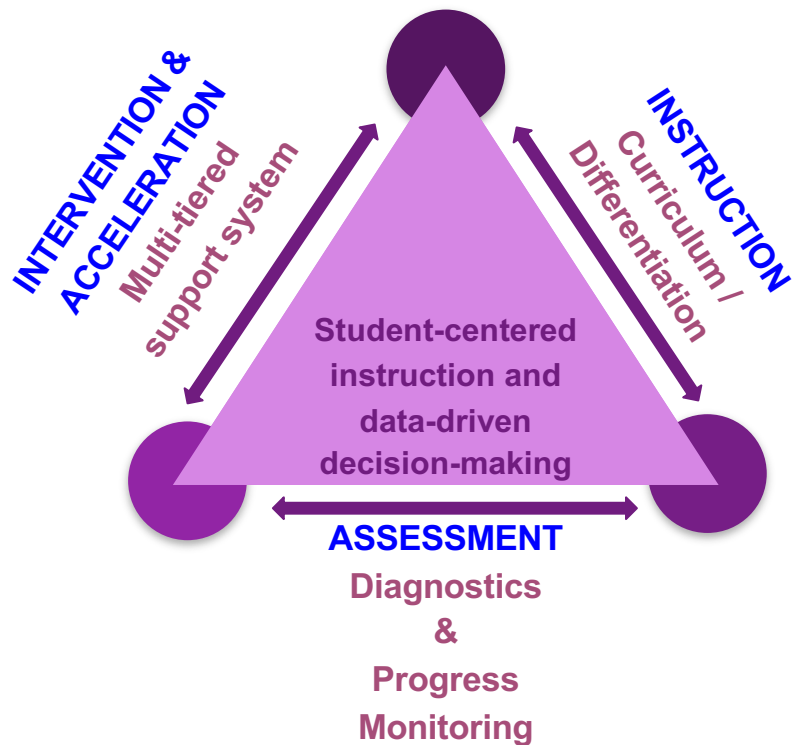 INTERVENTION &
ACCELERATION
Multi-tiered
support system
INSTRUCTION
Curriculum /
Differentiation
Student-centered
instruction and
data-driven
decision-making
ASSESSMENT
Diagnostics
&
Progress
Monitoring